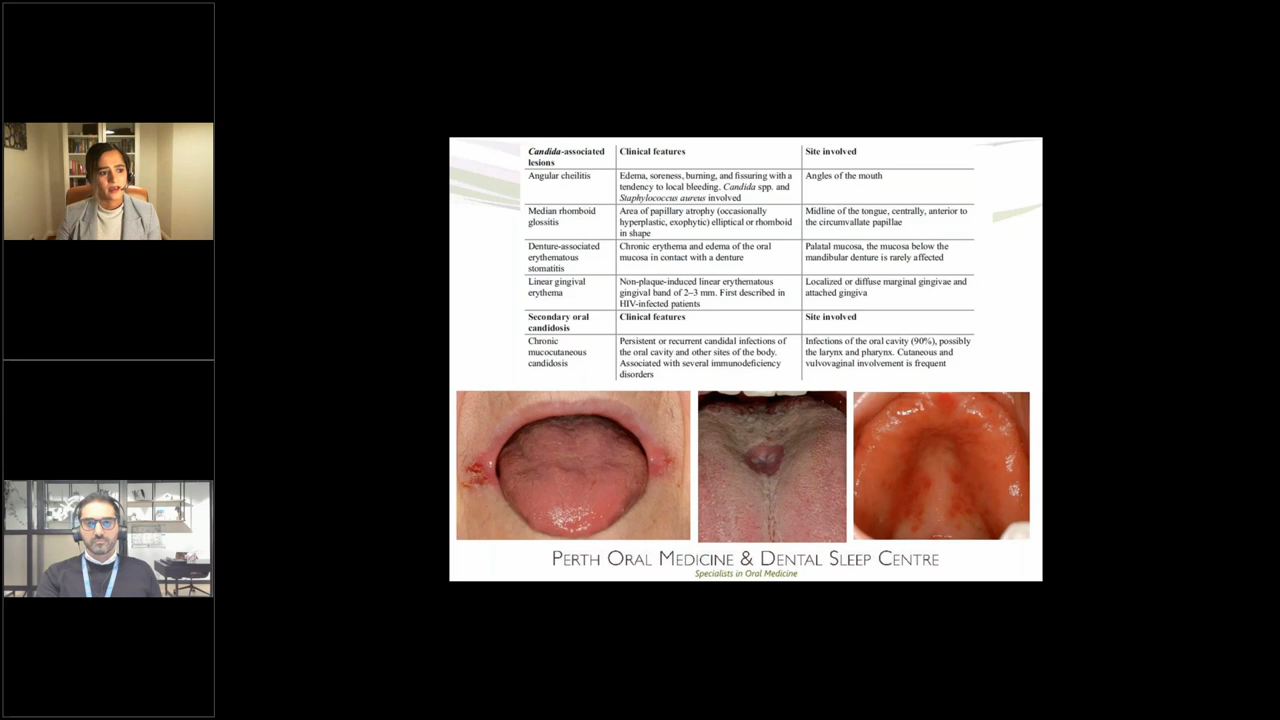 Candida-associated lesions Clinical features Site involved
Angular cheilitis Edema, soreness, burning, and fissuring with a tendency to local bleeding. Candida spp. and Staphylococcus aureus involved Angles of the mouth
Median rhomboid glossitis Area of papillary atrophy (occasionally hyperplastic, exophytic) elliptical or rhomboid in shape Midline of the tongue, centrally, anterior to the circumvallate papillae
Denture-associated erythematous stomatitis Chronic erythema and edema of the oral mucosa in contact with a denture Palatal mucosa, the mucosa below the mandibular denture is rarely affected
Linear gingival erythema Non-plaque-induced linear erythematous gingival band of 2–3 mm. First described in HIV-infected patients Localized or diffuse marginal gingivae and attached gingiva
Secondary oral candidosis Clinical features Site involved
Chronic mucocutaneous candidosis Persistent or recurrent candidal infections of the oral cavity and other sites of the body. Associated with several immunodeficiency disorders Infections of the oral cavity (90%), possibly the larynx and pharynx. Cutaneous and vulvovaginal involvement is frequent
PERTH ORAL MEDICINE & DENTAL SLEEP CENTRE
Specialists in Oral Medicine